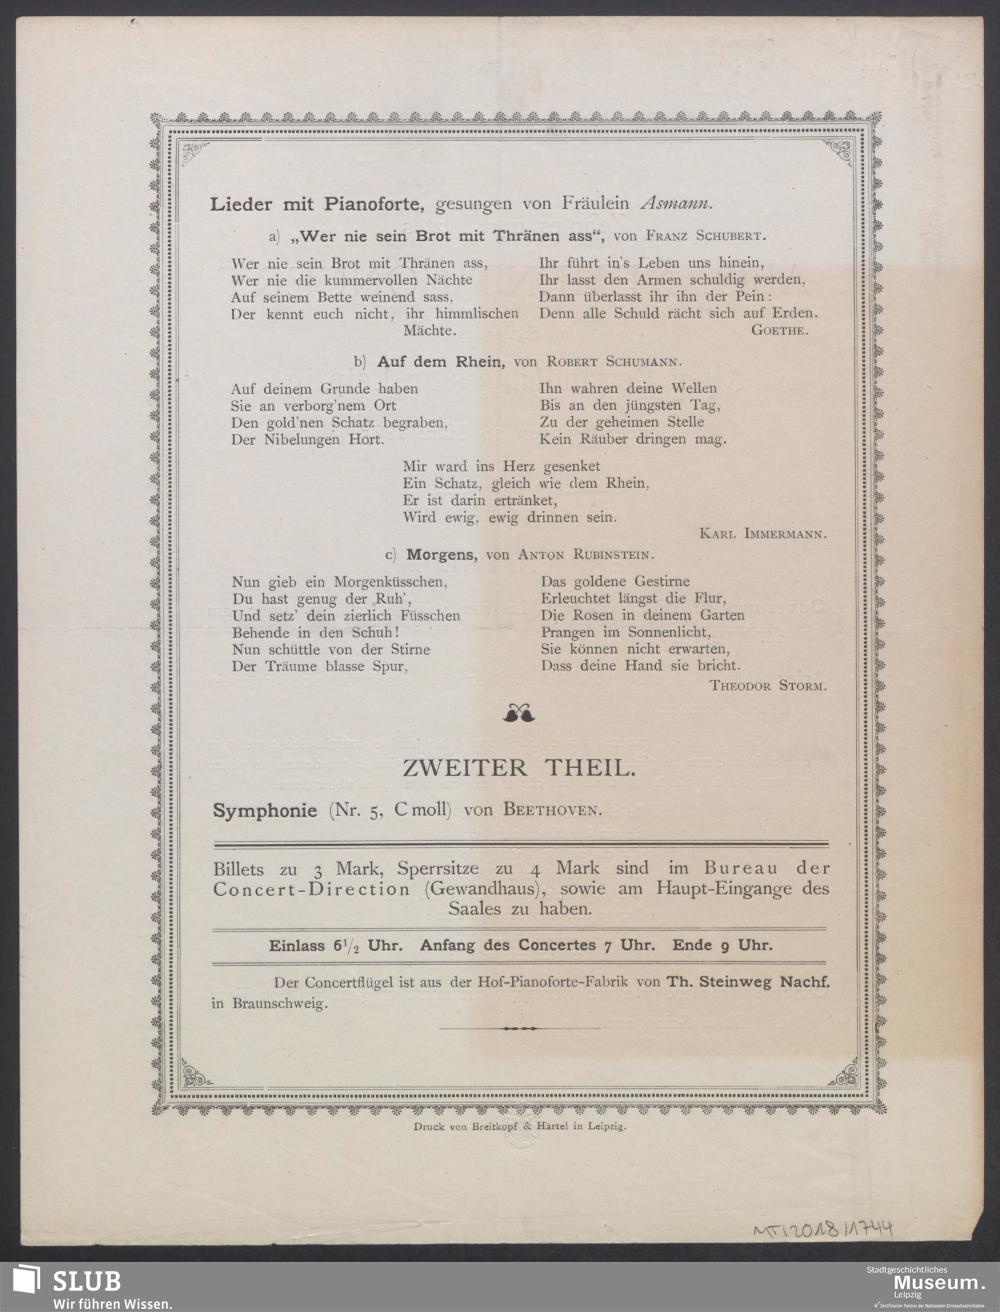 Lieder mit Pianoforte, gesungen von Fräulein Asmann.
a) „Wer nie sein Brot mit Thränen ass“, von Franz Schubert.
Wer nie sein Brot mit Thränen ass,
Wer nie die kummervollen Nächte
Auf seinem Bette weinend sass,
Der kennt euch nicht, ihr himmlischen
Mächte.
Ihr führt in's Leben uns hinein,
Ihr lasst den Armen schuldig werden,
Dann überlasst ihr ihn der Pein:
Denn alle Schuld rächt sich auf Erden.
Goethe.
b) Auf dem Rhein, von Robert Schumann.
Auf deinem Grunde haben
Sie an verborg'nem Ort
Den gold'nen Schatz begraben,
Der Nibelungen Hort.
Ihn wahren deine Wellen
Bis an den jüngsten Tag,
Zu der geheimen Stelle
Kein Räuber dringen mag.
Mir ward ins Herz gesenket
Ein Schatz, gleich wie dem Rhein,
Er ist darin ertränket,
Wird ewig, ewig drinnen sein.
Karl Immermann.
c) Morgens, von Anton Rubinstein.
Nun gieb ein Morgenküsschen,
Du hast genug der Ruh',
Und setz' dein zierlich Füsschen
Behende in den Schuh!
Nun schüttle von der Stirne
Der Träume blasse Spur,
Das goldene Gestirne
Erleuchtet längst die Flur,
Die Rosen in deinem Garten
Prangen im Sonnenlicht,
Sie können nicht erwarten,
Dass deine Hand sie bricht.
Theodor Storm.
ZWEITER THEIL.
Symphonie (Nr. 5, C moll) von Beethoven.
Billets zu 3 Mark, Sperrsitze zu 4 Mark sind im Bureau der
Concert-Direction (Gewandhaus), sowie am Haupt-Eingange des
Saales zu haben.
Einlass 6½ Uhr. Anfang des Concertes 7 Uhr. Ende 9 Uhr.
Der Concertflügel ist aus der Hof-Pianoforte-Fabrik von Th. Steinweg Nachf.
in Braunschweig.
Druck von Breitkopf & Härtel in Leipzig.
MT/2018/1744
SLUB
Wir führen Wissen.
Stadtgeschichtliches
Museum.
Leipzig
Zertifizierter Partner der Nationalen Klimaschutzinitiative